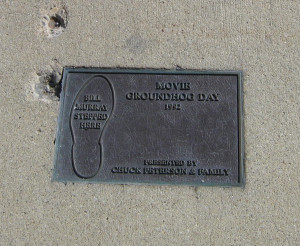 BILL
MURRAY
STEPPED
HERE
MOVIE
GROUNDHOG DAY
1992
PRESENTED BY
CHUCK PETERSON & FAMILY